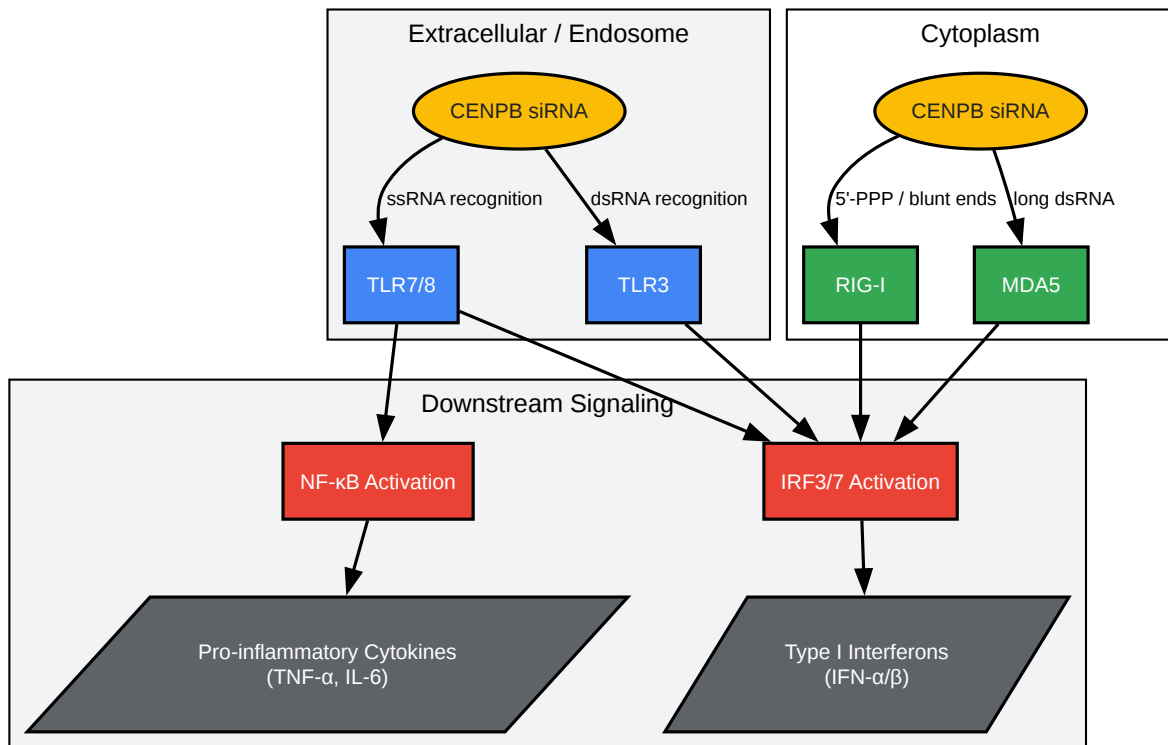 Extracellular / Endosome
Cytoplasm
CENPB siRNA
CENPB siRNA
ssRNA recognition
dsRNA recognition
5'-PPP / blunt ends
long dsRNA
TLR7/8
TLR3
RIG-I
MDA5
Downstream Signaling
NF-κB Activation
IRF3/7 Activation
Pro-inflammatory Cytokines
(TNF-α, IL-6)
Type I Interferons
(IFN-α/β)